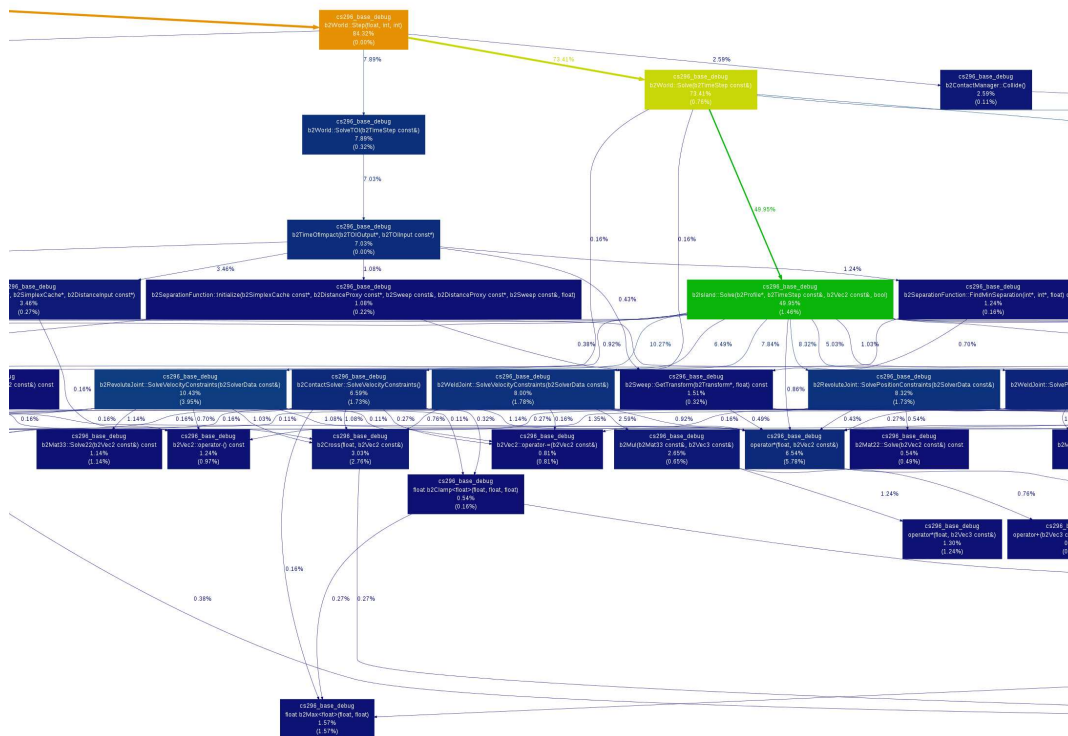 cs296_base_debug
b2World::Step(float, int, int)
84.32%
(0.00%)
7.89%
73.41%
2.59%
cs296_base_debug
b2World::Solve(b2TimeStep const&)
73.41%
(0.76%)
cs296_base_debug
b2ContactManager::Collide()
2.59%
(0.11%)
cs296_base_debug
b2World::SolveTOI(b2TimeStep const&)
7.89%
(0.32%)
7.03%
49.95%
cs296_base_debug
b2TimeOfImpact(b2TOIOutput*, b2TOIInput const*)
7.03%
(0.00%)
0.16%
0.16%
3.46%
1.08%
1.24%
_base_debug
, b2SimplexCache*, b2DistanceInput const*)
3.46%
(0.27%)
cs296_base_debug
b2SeparationFunction::Initialize(b2SimplexCache const*, b2DistanceProxy const*, b2Sweep const&, b2DistanceProxy const*, b2Sweep const&, float)
1.08%
(0.22%)
0.43%
cs296_base_debug
b2Island::Solve(b2Profile*, b2TimeStep const&, b2Vec2 const&, bool)
49.95%
(1.46%)
cs296_base_debug
b2SeparationFunction::FindMinSeparation(int*, int*, float)
1.24%
(0.16%)
0.38%
0.92%
10.27%
6.49%
7.84%
8.32%
5.03%
1.03%
0.70%
2 const&) const
0.16%
cs296_base_debug
b2RevoluteJoint::SolveVelocityConstraints(b2SolverData const&)
10.43%
(3.95%)
cs296_base_debug
b2ContactSolver::SolveVelocityConstraints()
6.59%
(1.73%)
cs296_base_debug
b2WeldJoint::SolveVelocityConstraints(b2SolverData const&)
8.00%
(1.78%)
cs296_base_debug
b2Sweep::GetTransform(b2Transform*, float) const
1.51%
(0.32%)
0.86%
cs296_base_debug
b2RevoluteJoint::SolvePositionConstraints(b2SolverData const&)
8.32%
(1.73%)
cs296_base_debug
b2WeldJoint::SolveP
0.16%
0.16%
1.14%
0.16%
0.70%
1.03%
0.11%
1.08%
1.08%
0.11%
0.27%
0.76%
0.11%
0.32%
1.14%
0.27%
0.16%
1.35%
2.59%
0.92%
0.16%
0.49%
0.43%
0.27%
0.54%
cs296_base_debug
b2Mat33::Solve22(b2Vec2 const&) const
1.14%
(1.14%)
cs296_base_debug
b2Vec2::operator-() const
1.24%
(0.97%)
cs296_base_debug
b2Cross(float, b2Vec2 const&)
3.03%
(2.76%)
cs296_base_debug
b2Vec2::operator-=(b2Vec2 const&)
0.81%
(0.81%)
cs296_base_debug
b2Mul(b2Mat33 const&, b2Vec3 const&)
2.65%
(0.65%)
cs296_base_debug
operator*(float, b2Vec2 const&)
6.54%
(5.78%)
cs296_base_debug
b2Mat22::Solve(b2Vec2 const&) const
0.54%
(0.49%)
cs296_base_debug
float b2Clamp<float>(float, float, float)
0.54%
(0.16%)
1.24%
0.76%
cs296_base_debug
operator*(float, b2Vec3 const&)
1.30%
(1.24%)
operator+(b2Vec3 c
0.16%
0.38%
0.27%
0.27%
cs296_base_debug
float b2Max<float>(float, float)
1.57%
(1.57%)